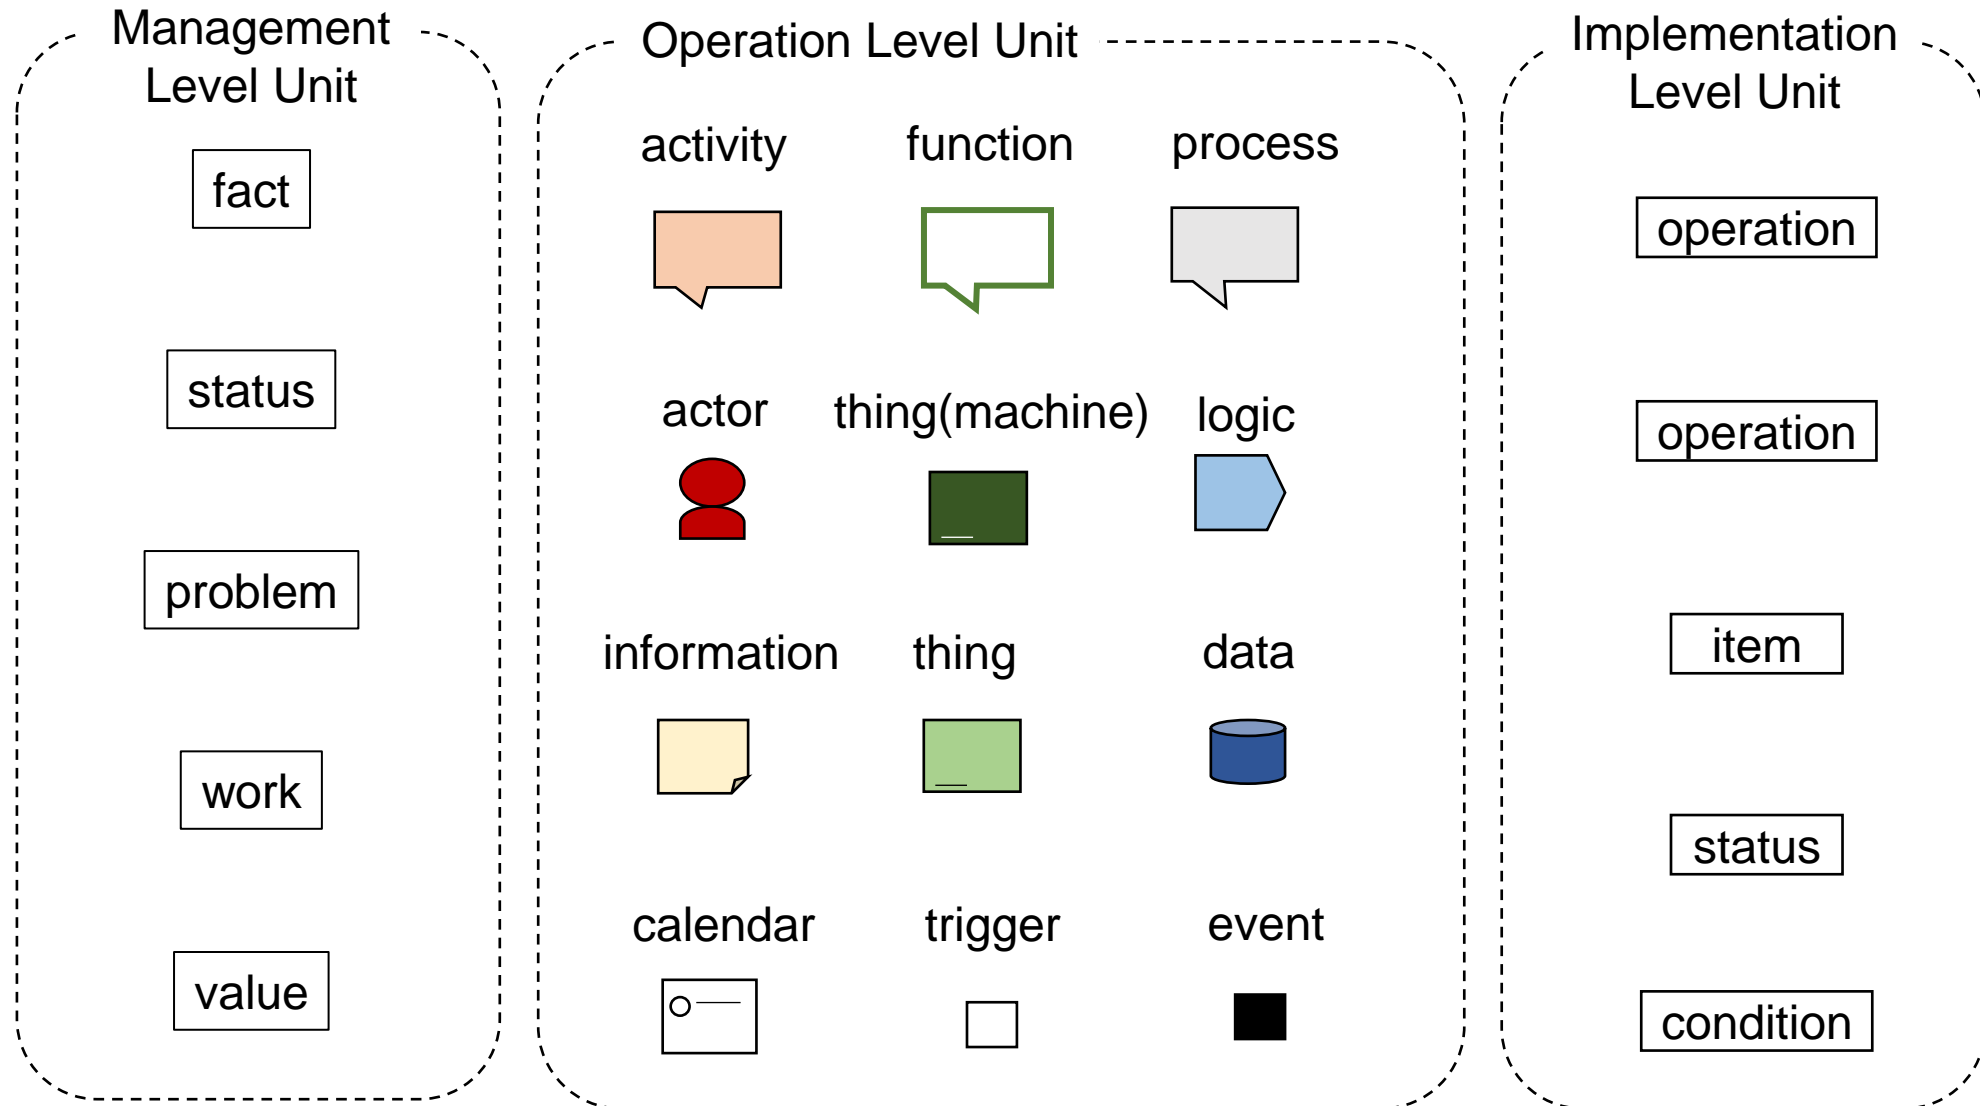 Management
Level Unit
fact
status
problem
work
value
Operation Level Unit
activity function process
actor thing(machine) logic
information thing data
calendar trigger event
Implementation
Level Unit
operation
operation
item
status
condition